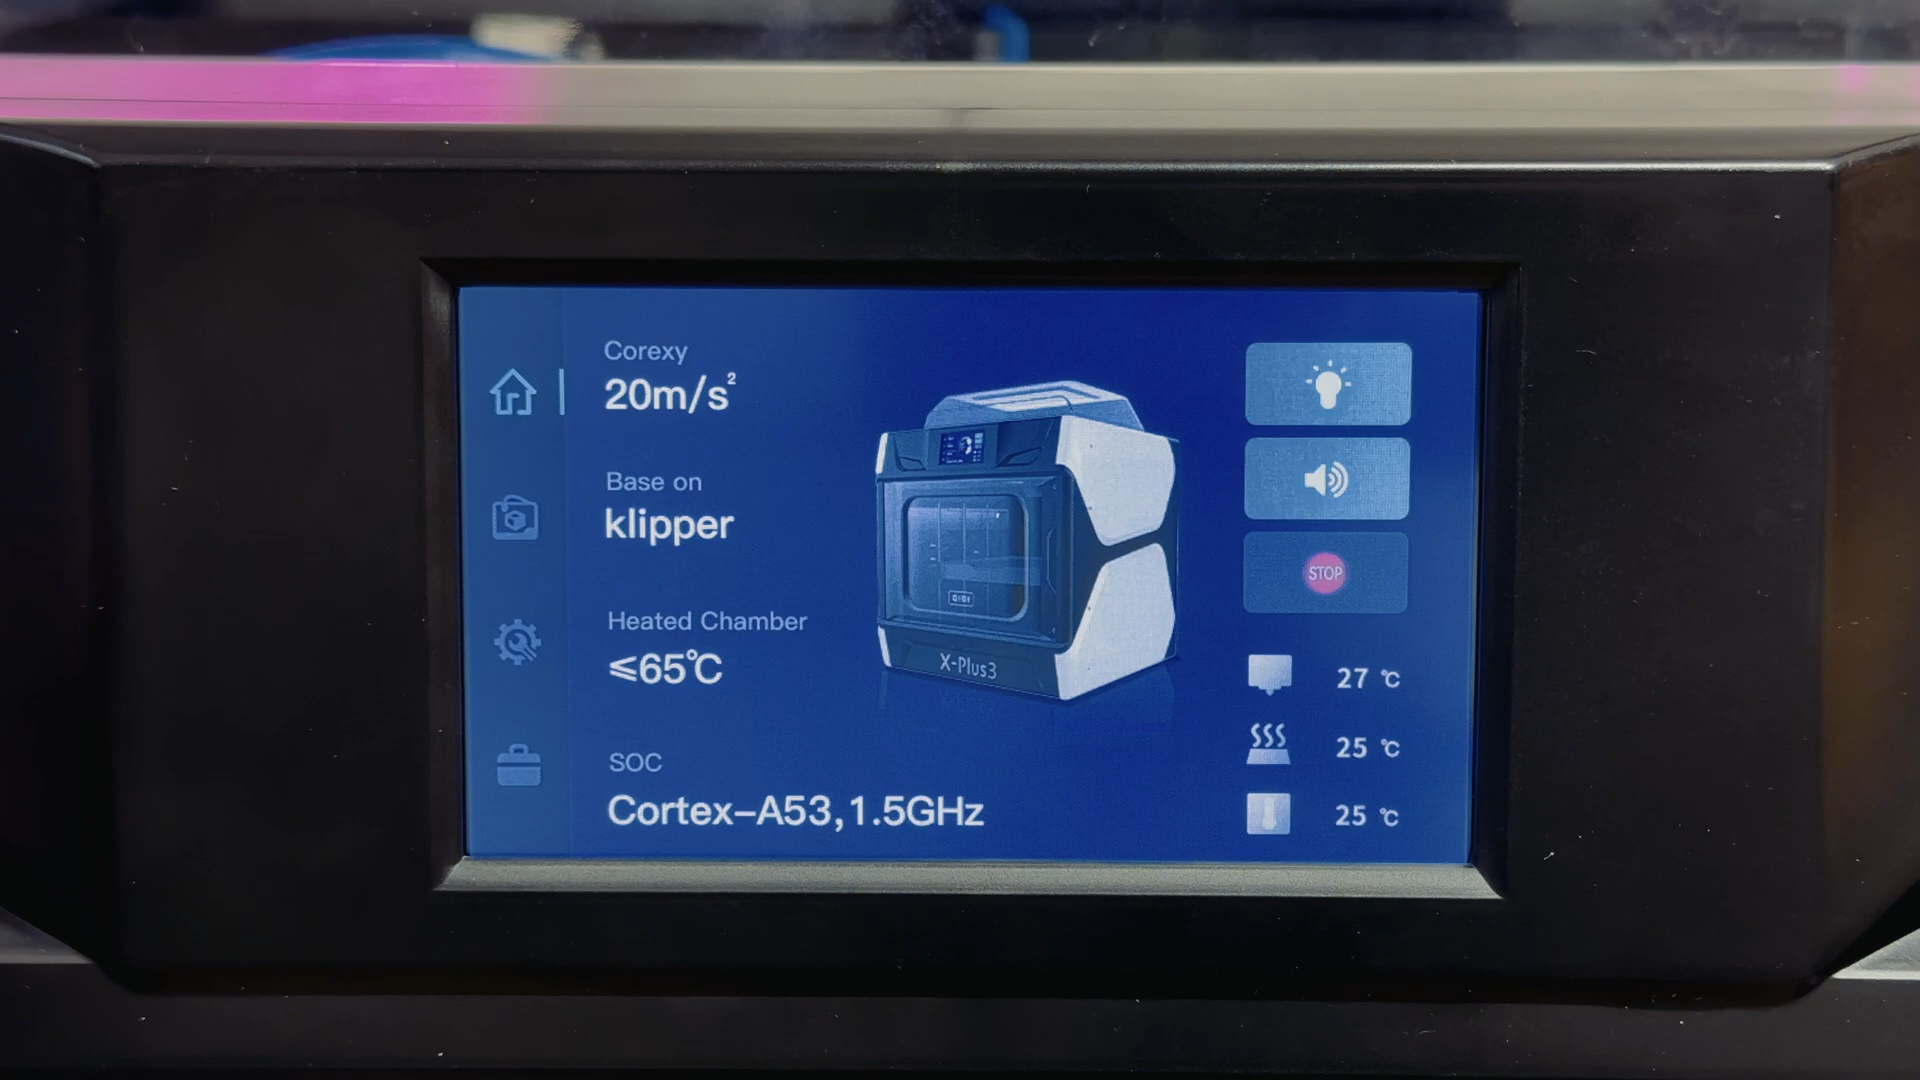 Corexy
20m/s²
Base on
klipper
Heated Chamber
≤65℃
SOC
Cortex-A53,1.5GHz
X-Plus3
STOP
27 ℃
25 ℃
25 ℃